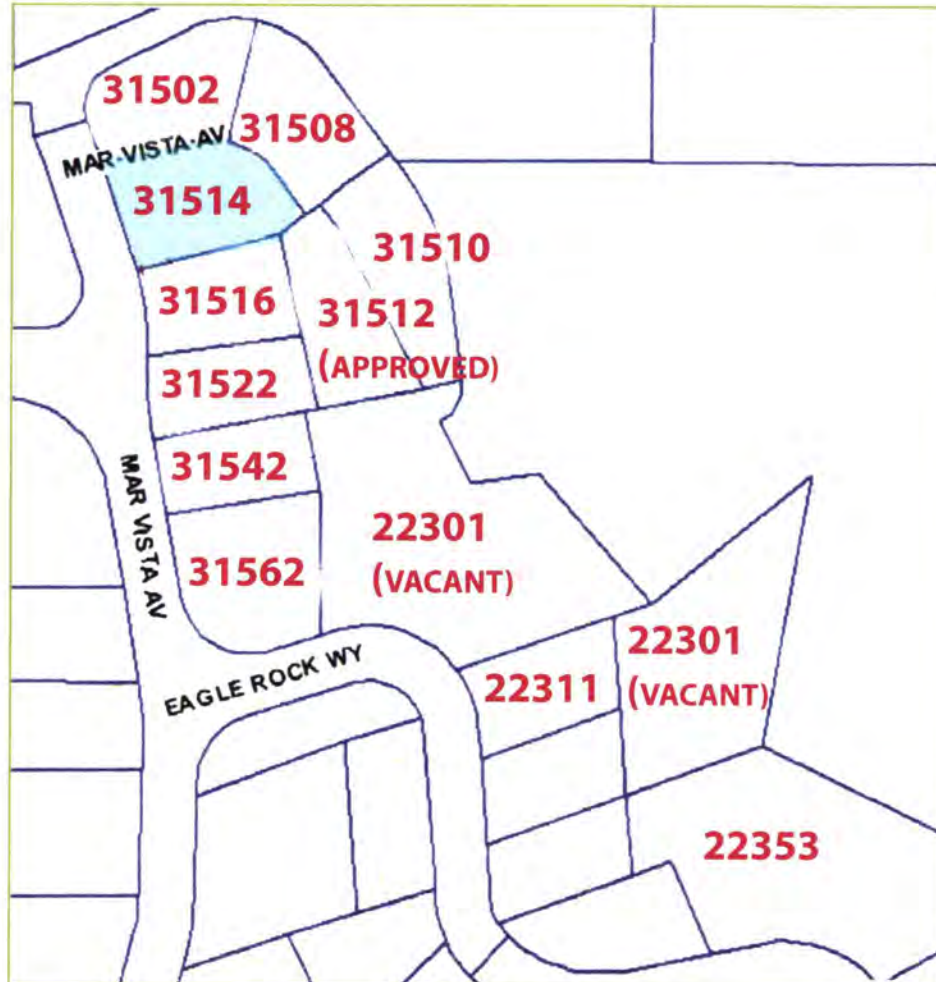 31502
31508
MAR-VISTA-AV
31514
31510
31516
31512
(APPROVED)
31522
31542
MAR VISTA AV
22301
(VACANT)
31562
22301
(VACANT)
EAGLE ROCK WY
22311
22353